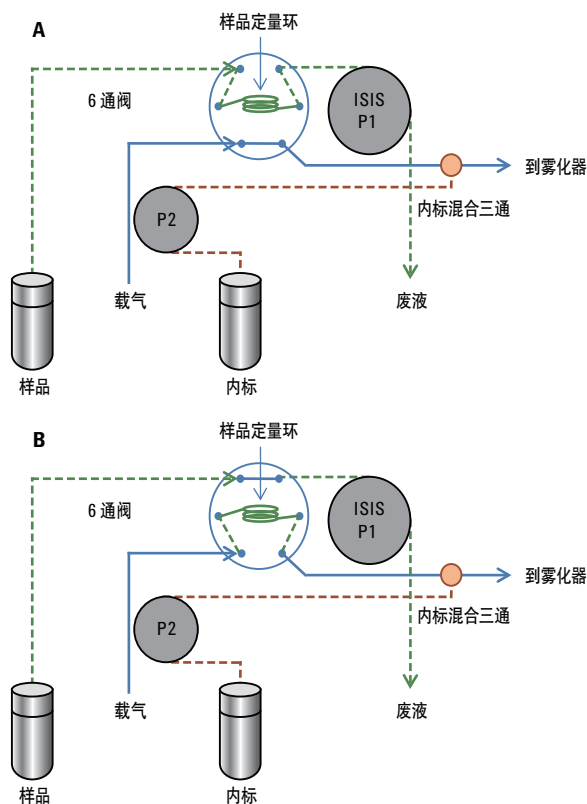 A
样品定量环
6 通阀
ISIS
P1
到雾化器
内标混合三通
P2
载气
废液
样品
内标
B
样品定量环
6 通阀
ISIS
P1
到雾化器
内标混合三通
P2
载气
废液
样品
内标